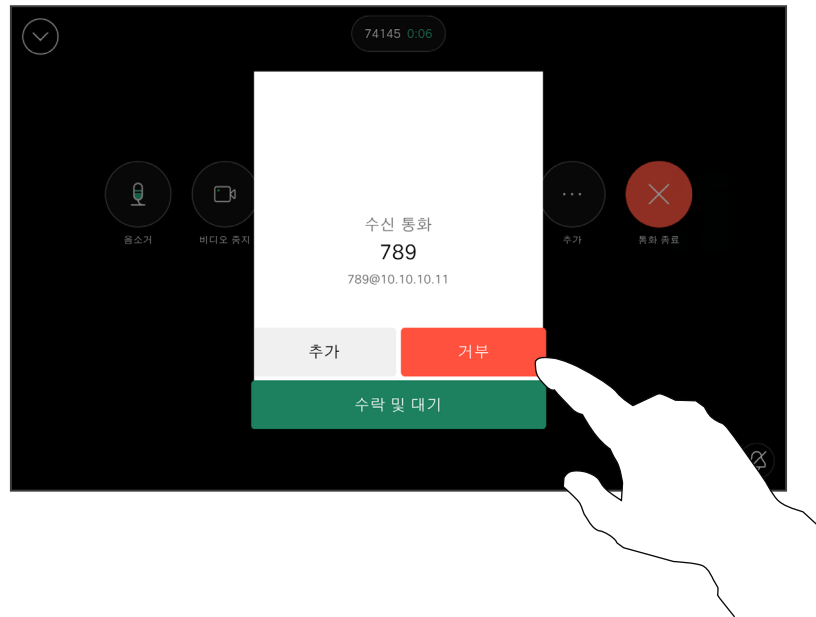 74145 0:06
수신 통화
789
789@10.10.10.11
음소거
비디오 중지
추가
통화 종료
추가
거부
수락 및 대기